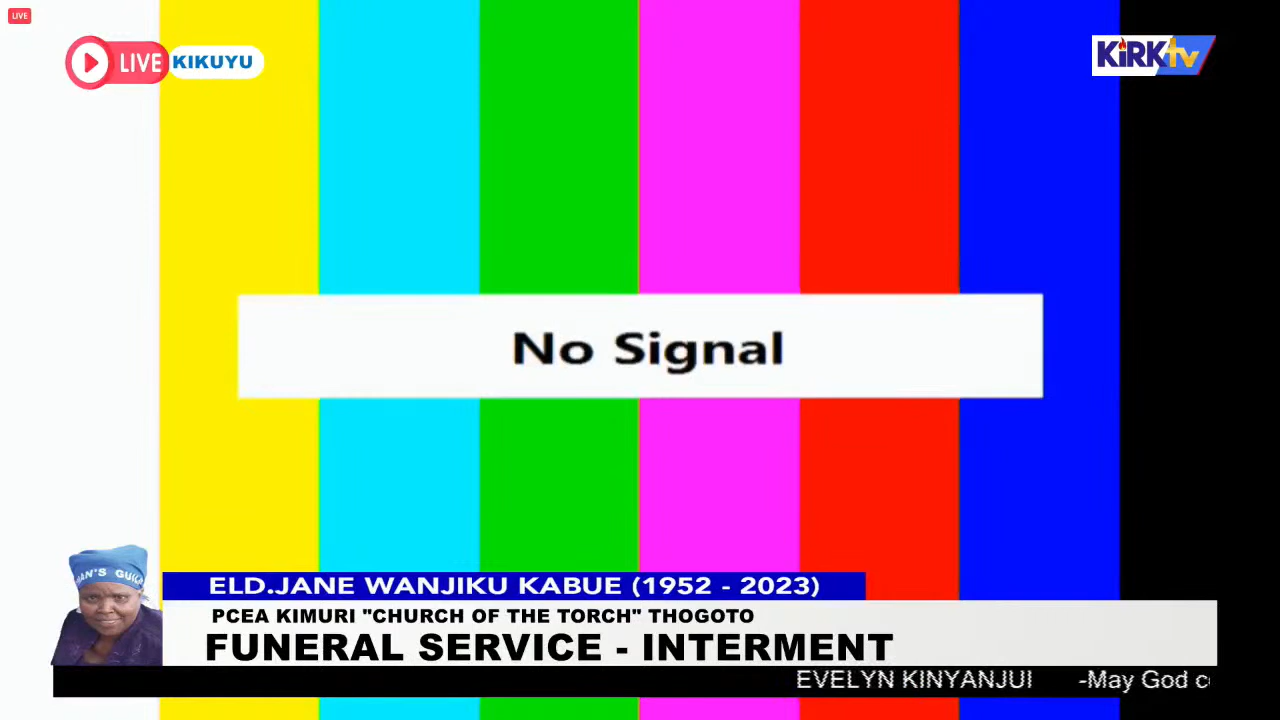 LIVE
LIVE KIKUYU
KiRKtv
No Signal
ELD.JANE WANJIKU KABUE (1952 - 2023)
PCEA KIMURI "CHURCH OF THE TORCH" THOGOTO
FUNERAL SERVICE - INTERMENT
EVELYN KINYANJUI -May God